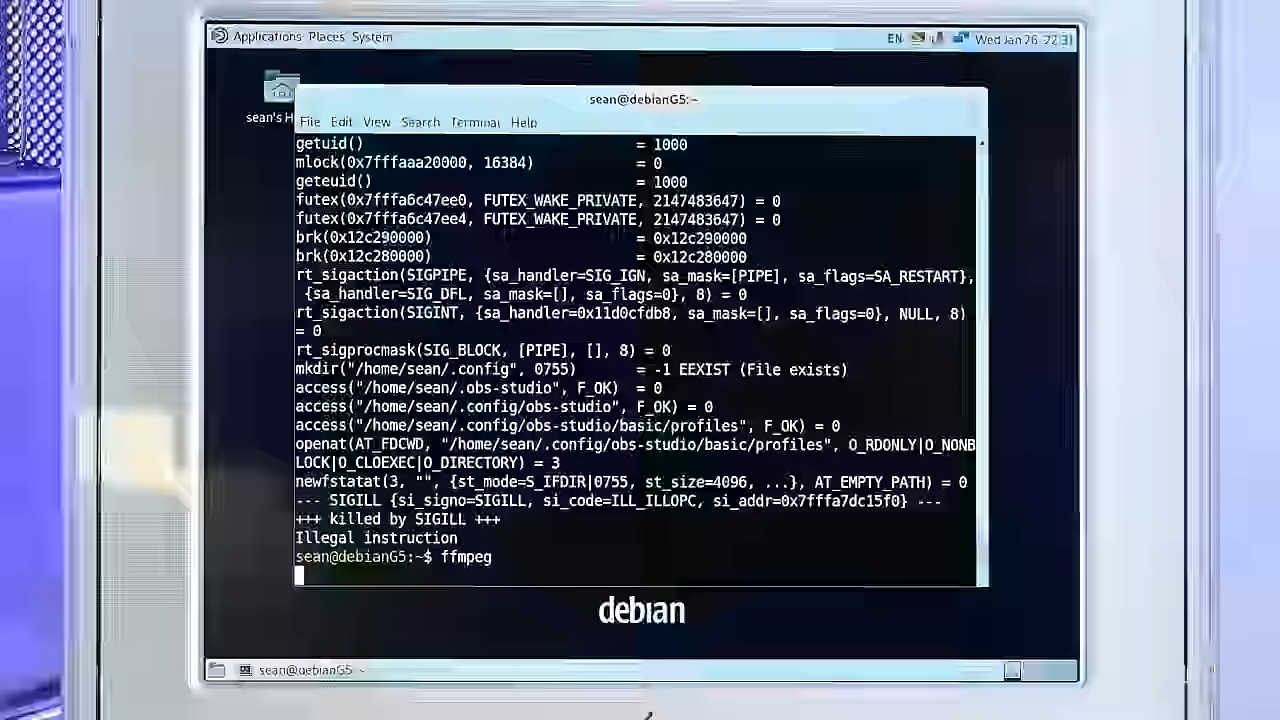 Applications Places System
EN
Wed Jan 26 22:31
sean@debianG5: ~
sean's H
File Edit View Search Terminal Help
getuid() = 1000
mlock(0x7fffaaa20000, 16384) = 0
geteuid() = 1000
futex(0x7fffa6c47ee0, FUTEX_WAKE_PRIVATE, 2147483647) = 0
futex(0x7fffa6c47ee4, FUTEX_WAKE_PRIVATE, 2147483647) = 0
brk(0x12c290000) = 0x12c290000
brk(0x12c280000) = 0x12c280000
rt_sigaction(SIGPIPE, {sa_handler=SIG_IGN, sa_mask=[PIPE], sa_flags=SA_RESTART},
{sa_handler=SIG_DFL, sa_mask=[], sa_flags=0}, 8) = 0
rt_sigaction(SIGINT, {sa_handler=0x11d0cfdb8, sa_mask=[], sa_flags=0}, NULL, 8)
= 0
rt_sigprocmask(SIG_BLOCK, [PIPE], [], 8) = 0
mkdir("/home/sean/.config", 0755) = -1 EEXIST (File exists)
access("/home/sean/.obs-studio", F_OK) = 0
access("/home/sean/.config/obs-studio", F_OK) = 0
access("/home/sean/.config/obs-studio/basic/profiles", F_OK) = 0
openat(AT_FDCWD, "/home/sean/.config/obs-studio/basic/profiles", O_RDONLY|O_NONB
LOCK|O_CLOEXEC|O_DIRECTORY) = 3
newfstatat(3, "", {st_mode=S_IFDIR|0755, st_size=4096, ...}, AT_EMPTY_PATH) = 0
--- SIGILL {si_signo=SIGILL, si_code=ILL_ILLOPC, si_addr=0x7fffa7dc15f0} ---
+++ killed by SIGILL +++
Illegal instruction
sean@debianG5:~$ ffmpeg
debian
sean@debianG5: ~